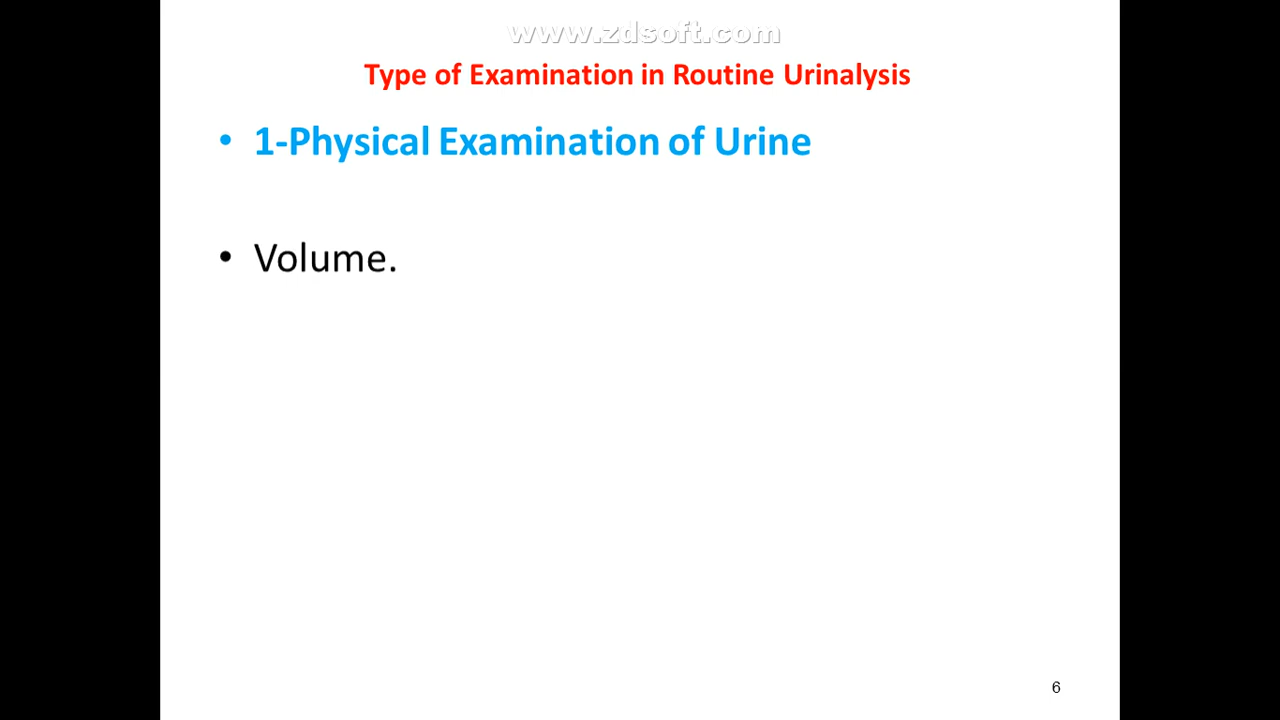 www.zdsoft.com
Type of Examination in Routine Urinalysis
• 1-Physical Examination of Urine
• Volume.
6